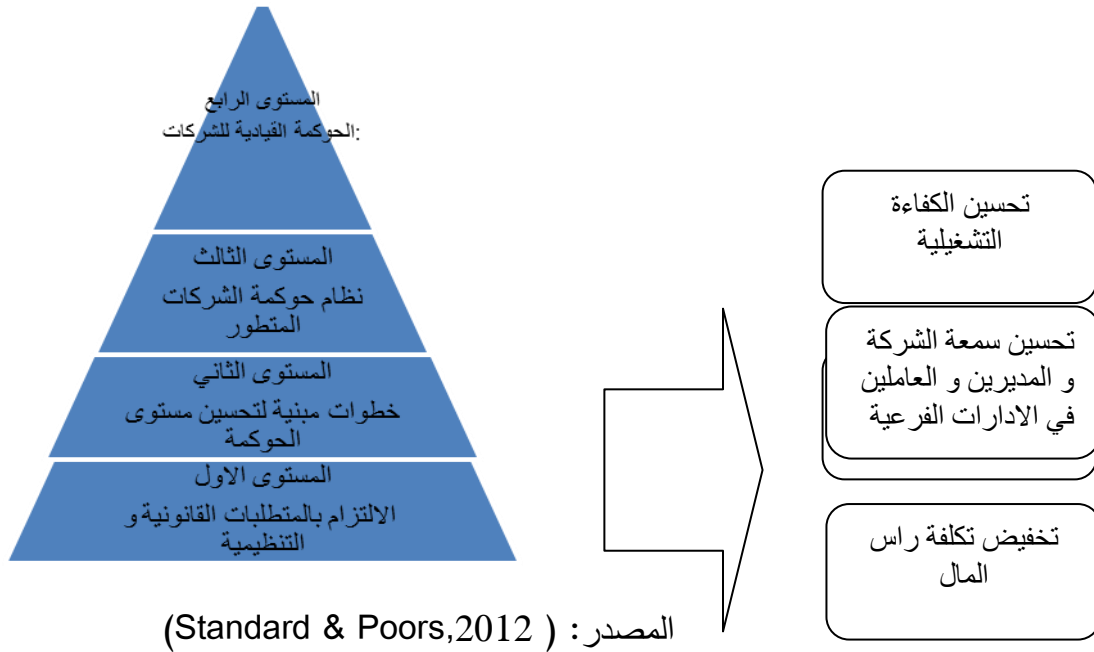 المستوى الرابع
الحوكمة القيادية للشركات:
المستوى الثالث
نظام حوكمة الشركات
المتطور
المستوى الثاني
خطوات مبنية لتحسين مستوى
الحوكمة
المستوى الاول
الالتزام بالمتطلبات القانونية و
التنظيمية
تحسين الكفاءة
التشغيلية
تحسين سمعة الشركة
و المديرين و العاملين
في الادارات الفرعية
تخفيض تكلفة راس
المال
المصدر: ( Standard & Poors,2012)